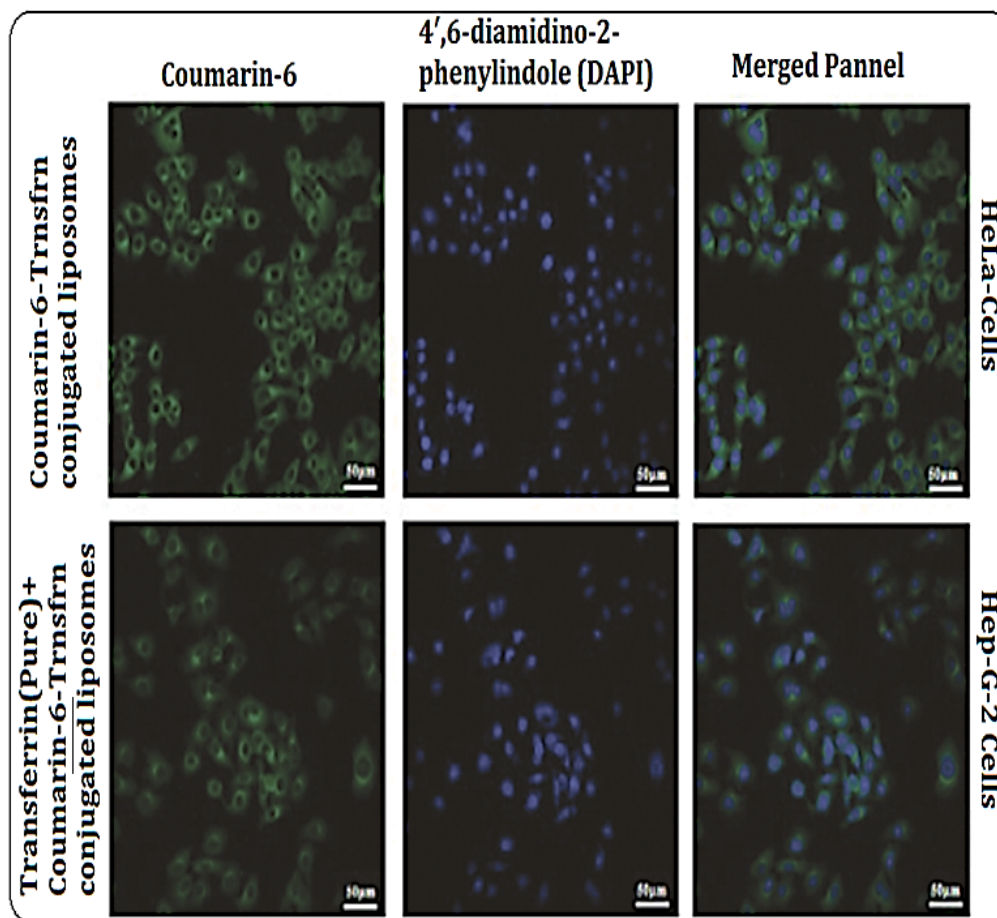 Coumarin-6
4′,6-diamidino-2-
phenylindole (DAPI)
Merged Pannel
Coumarin-6-Trnsfrn
conjugated liposomes
HeLa-Cells
50µm
50µm
50µm
Transferrin(Pure)+
Coumarin-6-Trnsfrn
conjugated liposomes
Hep-G-2 Cells
50µm
50µm
50µm